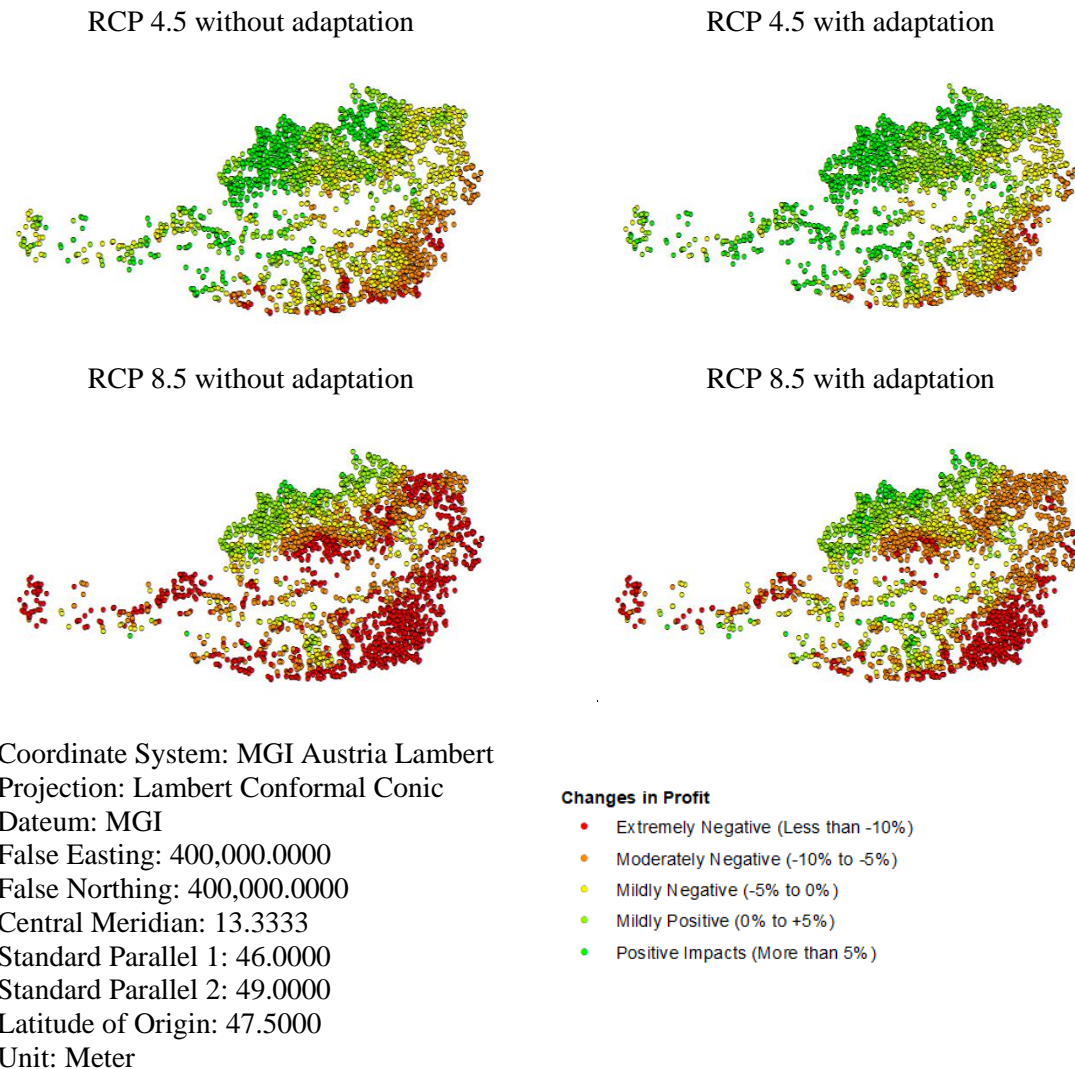 RCP 4.5 without adaptation
RCP 4.5 with adaptation
RCP 8.5 without adaptation
RCP 8.5 with adaptation
Coordinate System: MGI Austria Lambert
Projection: Lambert Conformal Conic
Dateum: MGI
False Easting: 400,000.0000
False Northing: 400,000.0000
Central Meridian: 13.3333
Standard Parallel 1: 46.0000
Standard Parallel 2: 49.0000
Latitude of Origin: 47.5000
Unit: Meter
Changes in Profit
Extremely Negative (Less than -10%)
Moderately Negative (-10% to -5%)
Mildly Negative (-5% to 0%)
Mildly Positive (0% to +5%)
Positive Impacts (More than 5%)